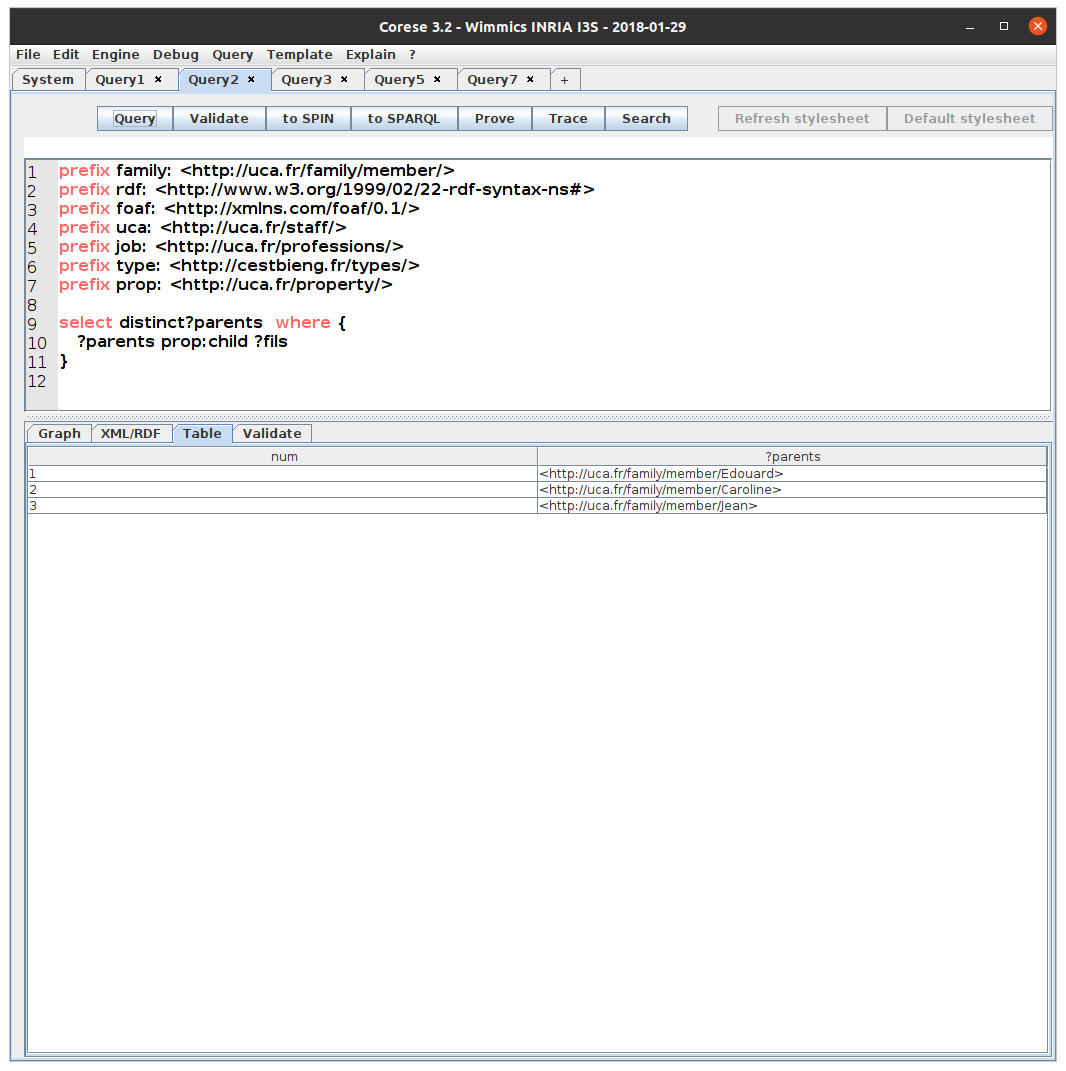 Corese 3.2 - Wimmics INRIA I3S - 2018-01-29
File Edit Engine Debug Query Template Explain ?
System Query1 × Query2 × Query3 × Query5 × Query7 × +
Query Validate to SPIN to SPARQL Prove Trace Search Refresh stylesheet Default stylesheet
1 prefix family: <http://uca.fr/family/member/>
2 prefix rdf: <http://www.w3.org/1999/02/22-rdf-syntax-ns#>
3 prefix foaf: <http://xmlns.com/foaf/0.1/>
4 prefix uca: <http://uca.fr/staff/>
5 prefix job: <http://uca.fr/professions/>
6 prefix type: <http://cestbieng.fr/types/>
7 prefix prop: <http://uca.fr/property/>
8
9 select distinct?parents where {
10 ?parents prop:child ?fils
11 }
12
Graph XML/RDF Table Validate
num ?parents
1 <http://uca.fr/family/member/Edouard>
2 <http://uca.fr/family/member/Caroline>
3 <http://uca.fr/family/member/Jean>